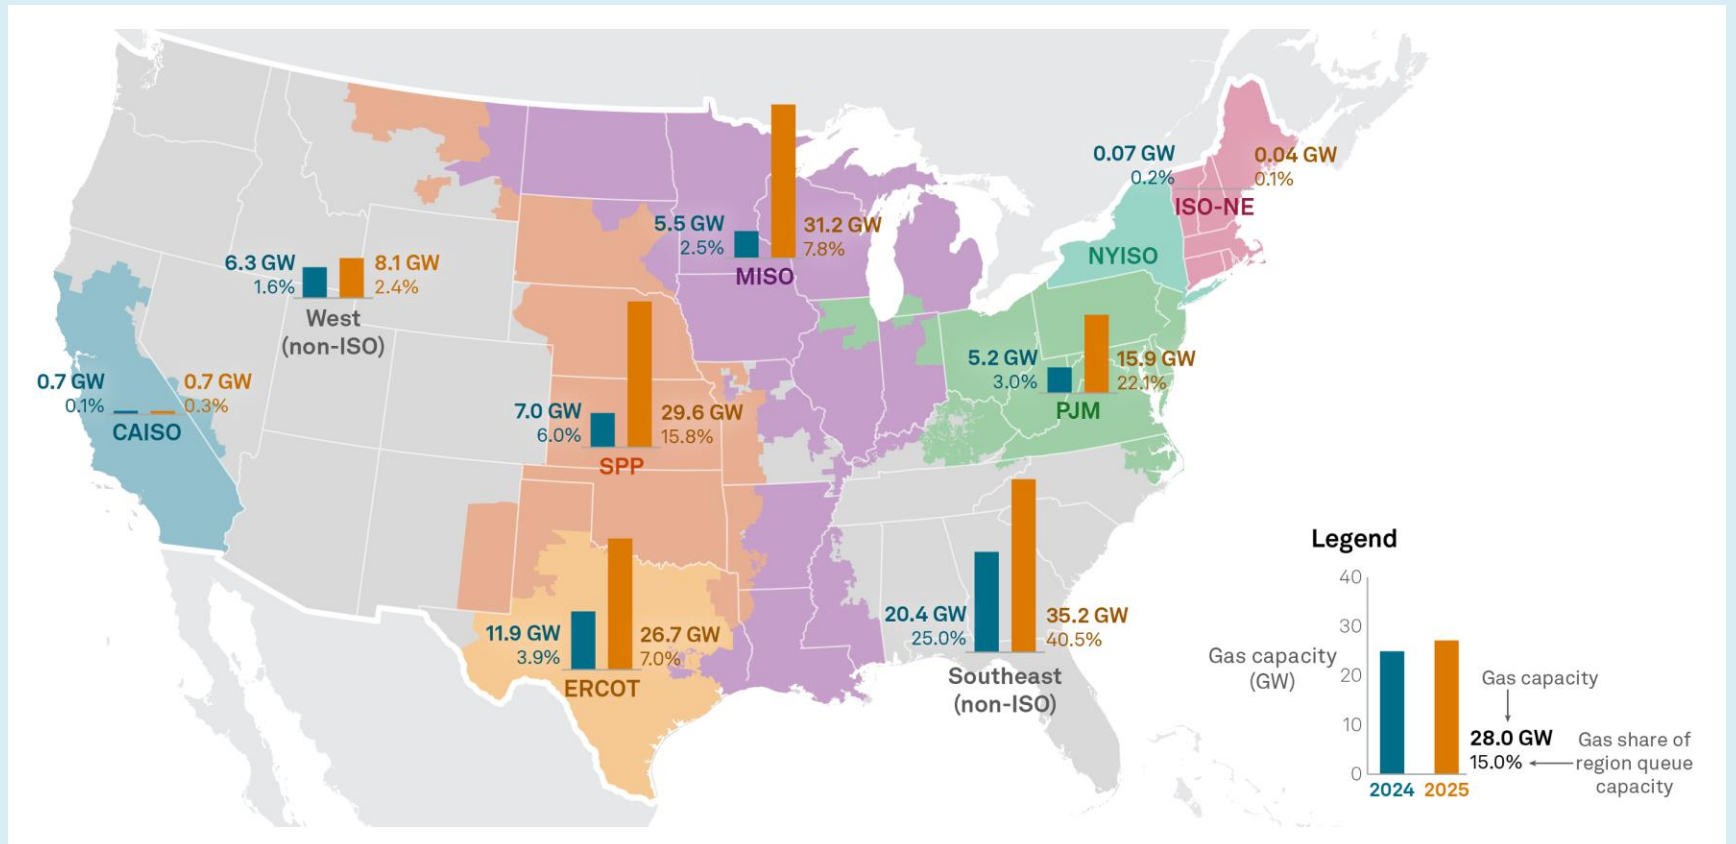 0.07 GW
0.2%
0.04 GW
0.1%
ISO-NE
NYISO
5.5 GW
2.5%
31.2 GW
7.8%
MISO
6.3 GW
1.6%
8.1 GW
2.4%
West
(non-ISO)
0.7 GW
0.1%
0.7 GW
0.3%
CAISO
7.0 GW
6.0%
29.6 GW
15.8%
SPP
5.2 GW
3.0%
15.9 GW
22.1%
PJM
11.9 GW
3.9%
26.7 GW
7.0%
ERCOT
20.4 GW
25.0%
35.2 GW
40.5%
Southeast
(non-ISO)
Legend
40
30
20
10
0
Gas capacity
(GW)
2024
2025
Gas capacity
28.0 GW
15.0%
Gas share of
region queue
capacity